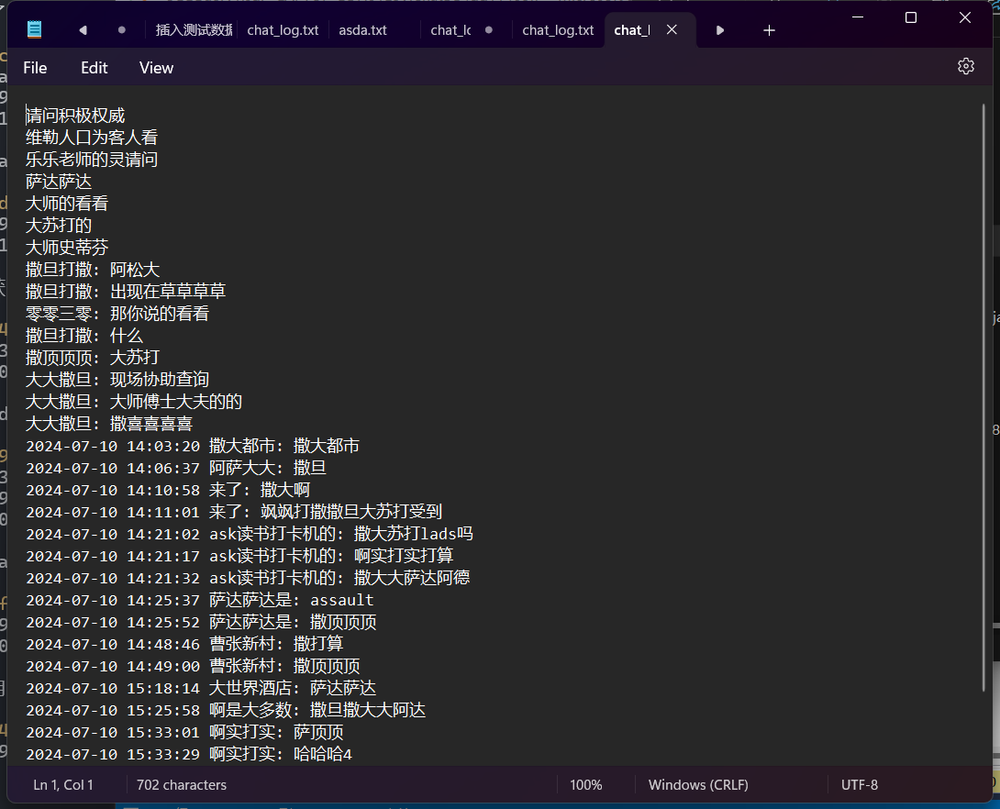 插入测试数据 chat_log.txt asda.txt chat_lo chat_log.txt chat_l
File Edit View
请问积极权威
维勒人口为客人看
乐乐老师的灵请问
萨达萨达
大师的看看
大苏打的
大师史蒂芬
撒旦打撒: 阿松大
撒旦打撒: 出现在草草草草
零零三零: 那你说的看看
撒旦打撒: 什么
撒顶顶顶: 大苏打
大大撒旦: 现场协助查询
大大撒旦: 大师傅士大夫的的
大大撒旦: 撒喜喜喜喜
2024-07-10 14:03:20 撒大都市: 撒大都市
2024-07-10 14:06:37 阿萨大大: 撒旦
2024-07-10 14:10:58 来了: 撒大啊
2024-07-10 14:11:01 来了: 飒飒打撒撒旦大苏打受到
2024-07-10 14:21:02 ask读书打卡机的: 撒大苏打lads吗
2024-07-10 14:21:17 ask读书打卡机的: 啊实打实打算
2024-07-10 14:21:32 ask读书打卡机的: 撒大大萨达阿德
2024-07-10 14:25:37 萨达萨达是: assault
2024-07-10 14:25:52 萨达萨达是: 撒顶顶顶
2024-07-10 14:48:46 曹张新村: 撒打算
2024-07-10 14:49:00 曹张新村: 撒顶顶顶
2024-07-10 15:18:14 大世界酒店: 萨达萨达
2024-07-10 15:25:58 啊是大多数: 撒旦撒大大阿达
2024-07-10 15:33:01 啊实打实: 萨顶顶
2024-07-10 15:33:29 啊实打实: 哈哈哈4
Ln 1, Col 1 702 characters 100% Windows (CRLF) UTF-8